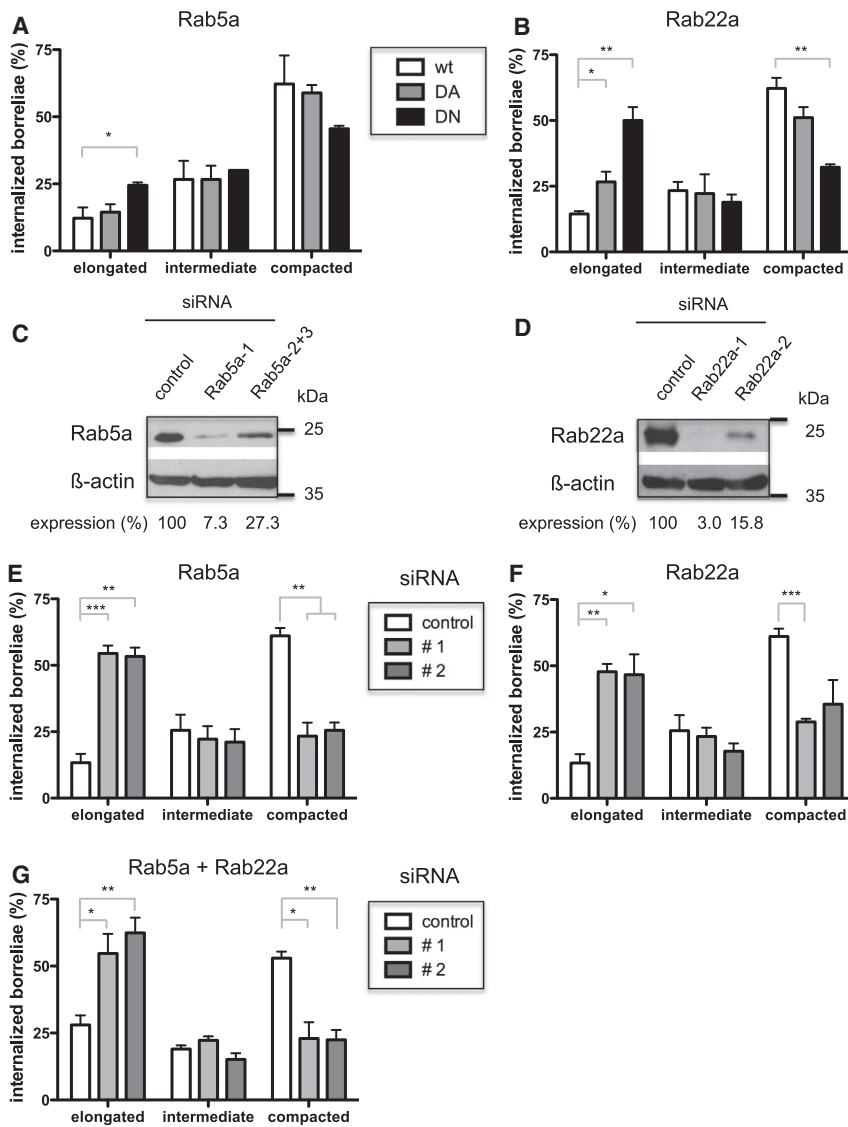 A
Rab5a
internalized borreliae (%)
75
50
25
0
*
elongated intermediate compacted
wt
DA
DN
B
Rab22a
internalized borreliae (%)
75
50
25
0
*
**
**
elongated intermediate compacted
C
siRNA
control Rab5a-1 Rab5a-2+3
kDa
Rab5a
25
ß-actin
35
expression (%) 100 7.3 27.3
D
siRNA
control Rab22a-1 Rab22a-2
kDa
Rab22a
25
ß-actin
35
expression (%) 100 3.0 15.8
E
Rab5a
internalized borreliae (%)
75
50
25
0
**
***
**
elongated intermediate compacted
siRNA
control
# 1
# 2
F
Rab22a
internalized borreliae (%)
75
50
25
0
*
**
***
elongated intermediate compacted
G
Rab5a + Rab22a
internalized borreliae (%)
75
50
25
0
**
*
**
*
elongated intermediate compacted
siRNA
control
# 1
# 2